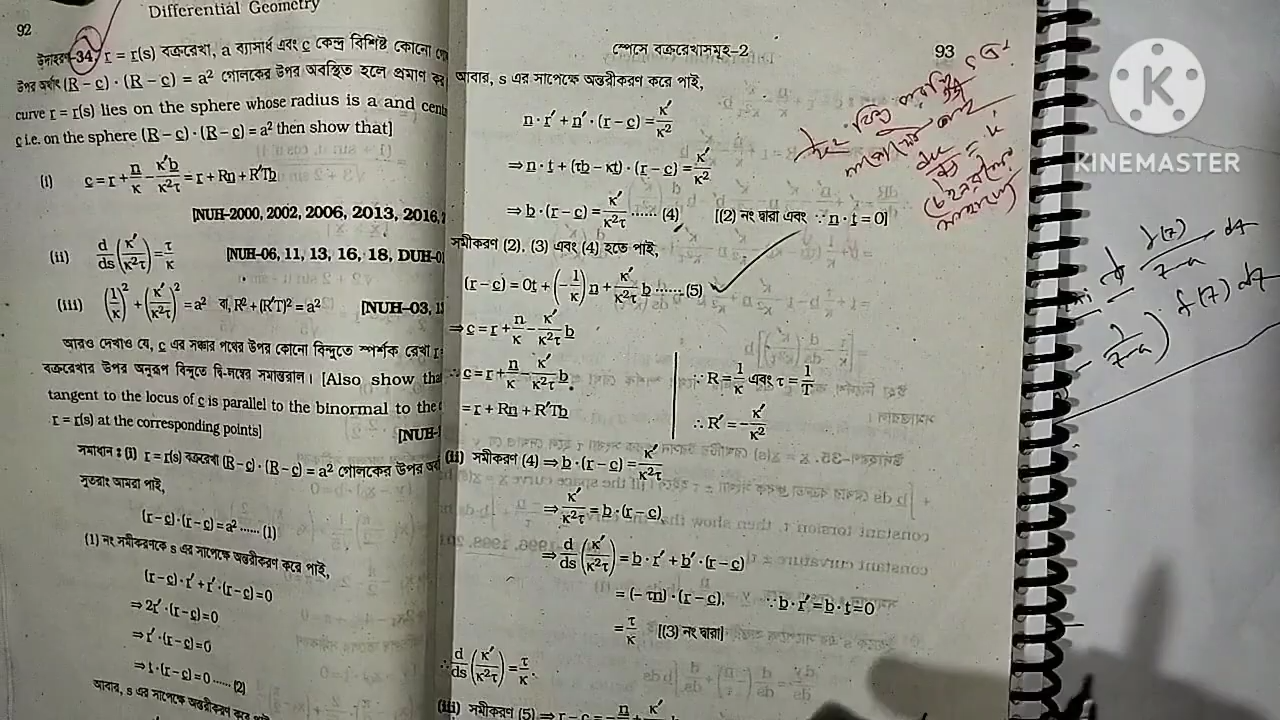 92
Differential Geometry
উদাহরণ-34. r = r(s) বক্ররেখা, a ব্যাসার্ধ এবং c কেন্দ্র বিশিষ্ট কোনো
উপর অর্থাৎ (R – c) · (R – c) = a² গোলকের উপর অবস্থিত হলে প্রমাণ কর
curve r = r(s) lies on the sphere whose radius is a and cent
c i.e. on the sphere (R – c) · (R – c) = a² then show that]
(i) c = r + n/κ – κ′b/κ²τ = r + Rn + R′Tb
[NUH-2000, 2002, 2006, 2013, 2016,
(ii) d/ds (κ′/κ²τ) = τ/κ [NUH-06, 11, 13, 16, 18, DUH-0
(iii) (1/κ)² + (κ′/κ²τ)² = a² বা, R² + (R′T)² = a² [NUH-03, 1
আরও দেখাও যে, c এর সঞ্চার পথের উপর কোনো বিন্দুতে স্পর্শক রেখা r
বক্ররেখার উপর অনুরূপ বিন্দুতে দ্বি-লম্বের সমান্তরাল। [Also show tha
tangent to the locus of c is parallel to the binormal to the
r = r(s) at the corresponding points]
[NUH-
সমাধান : (i) r = r(s) বক্ররেখা (R – c) · (R – c) = a² গোলকের উপর
সুতরাং আমরা পাই,
(r – c) · (r – c) = a² ...... (1)
(1) নং সমীকরণকে s এর সাপেক্ষে অন্তরীকরণ করে পাই,
(r – c) · r′ + r′ · (r – c) = 0
⇒ 2r′ · (r – c) = 0
⇒ r′ · (r – c) = 0
⇒ t · (r – c) = 0 ...... (2)
আবার, s এর সাপেক্ষে অন্তরীকরণ করে পাই
স্পেসে বক্ররেখাসমূহ-2
93
আবার, s এর সাপেক্ষে অন্তরীকরণ করে পাই,
n · r′ + n′ · (r – c) = κ′/κ²
⇒ n · t + (τb – κt) · (r – c) = κ′/κ²
⇒ b · (r – c) = κ′/κ²τ ...... (4) [(2) নং দ্বারা এবং ∵ n · t = 0]
সমীকরণ (2), (3) এবং (4) হতে পাই,
(r – c) = 0t + (–1/κ) n + κ′/κ²τ b ...... (5)
⇒ c = r + n/κ – κ′/κ²τ b
∴ c = r + n/κ – κ′/κ²τ b
= r + Rn + R′Tb
∵ R = 1/κ এবং τ = 1/T
∴ R′ = – κ′/κ²
(ii) সমীকরণ (4) ⇒ b · (r – c) = κ′/κ²τ
⇒ κ′/κ²τ = b · (r – c)
⇒ d/ds (κ′/κ²τ) = b · r′ + b′ · (r – c)
= (– τn) · (r – c), ∵ b · r′ = b · t = 0
= τ/κ [(3) নং দ্বারা]
∴ d/ds (κ′/κ²τ) = τ/κ.
(iii) সমীকরণ (5) ⇒ r – c = – n/κ + κ′
KINEMASTER